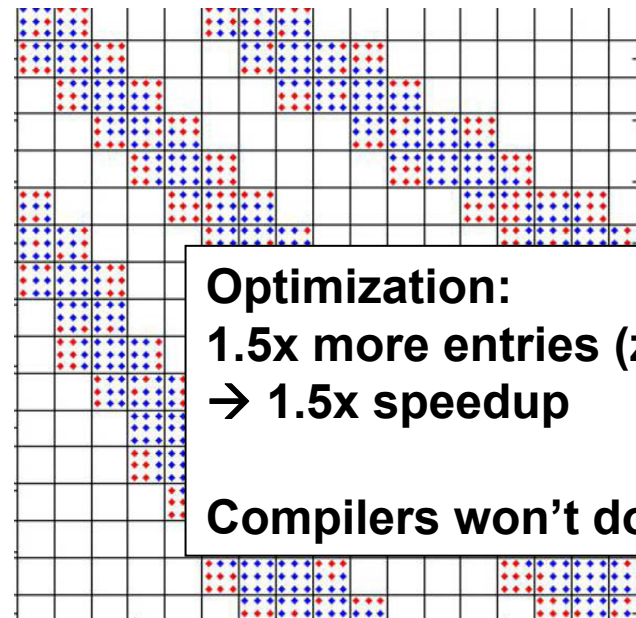 Optimization:
1.5x more entries (
→ 1.5x speedup
Compilers won’t